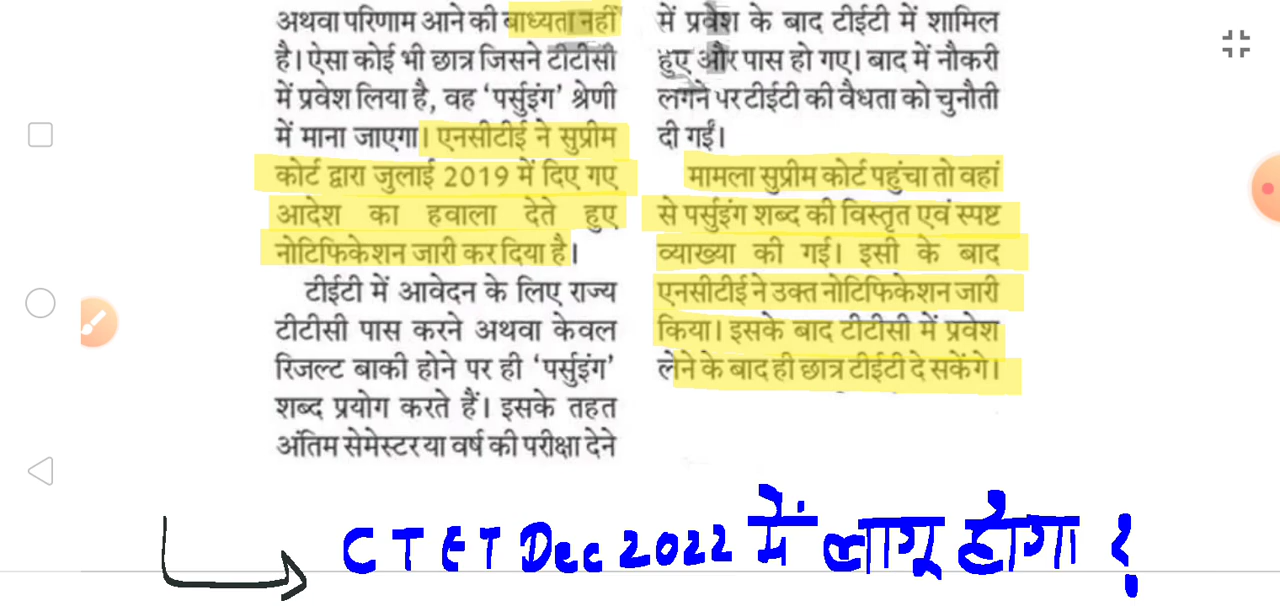 अथवा परिणाम आने की बाध्यता नहीं
है। ऐसा कोई भी छात्र जिसने टीटीसी
में प्रवेश लिया है, वह ‘पर्सुइंग’ श्रेणी
में माना जाएगा। एनसीटीई ने सुप्रीम
कोर्ट द्वारा जुलाई 2019 में दिए गए
आदेश का हवाला देते हुए
नोटिफिकेशन जारी कर दिया है।
टीईटी में आवेदन के लिए राज्य
टीटीसी पास करने अथवा केवल
रिजल्ट बाकी होने पर ही ‘पर्सुइंग’
शब्द प्रयोग करते हैं। इसके तहत
अंतिम सेमेस्टर या वर्ष की परीक्षा देने
में प्रवेश के बाद टीईटी में शामिल
हुए और पास हो गए। बाद में नौकरी
लगने पर टीईटी की वैधता को चुनौती
दी गईं।
मामला सुप्रीम कोर्ट पहुंचा तो वहां
से पर्सुइंग शब्द की विस्तृत एवं स्पष्ट
व्याख्या की गई। इसी के बाद
एनसीटीई ने उक्त नोटिफिकेशन जारी
किया। इसके बाद टीटीसी में प्रवेश
लेने के बाद ही छात्र टीईटी दे सकेंगे।
CTET Dec 2022 में लागू होगा ?